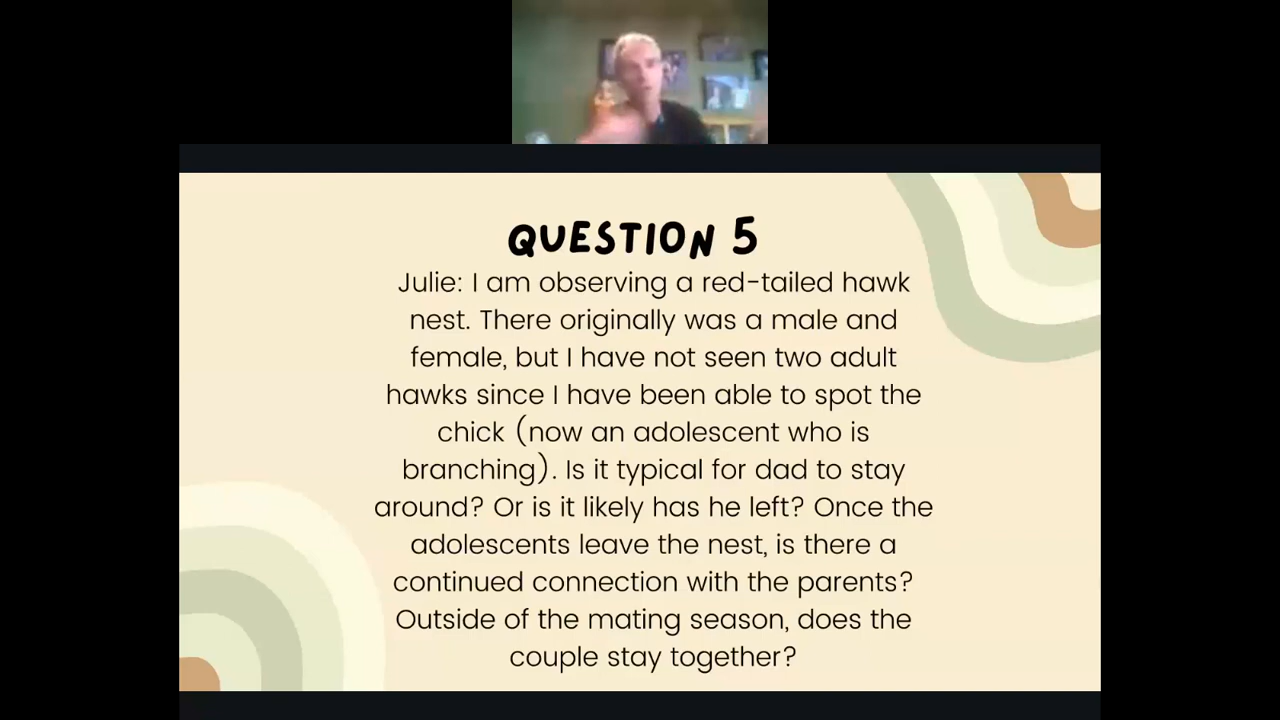 QUESTION 5
Julie: I am observing a red-tailed hawk
nest. There originally was a male and
female, but I have not seen two adult
hawks since I have been able to spot the
chick (now an adolescent who is
branching). Is it typical for dad to stay
around? Or is it likely has he left? Once the
adolescents leave the nest, is there a
continued connection with the parents?
Outside of the mating season, does the
couple stay together?